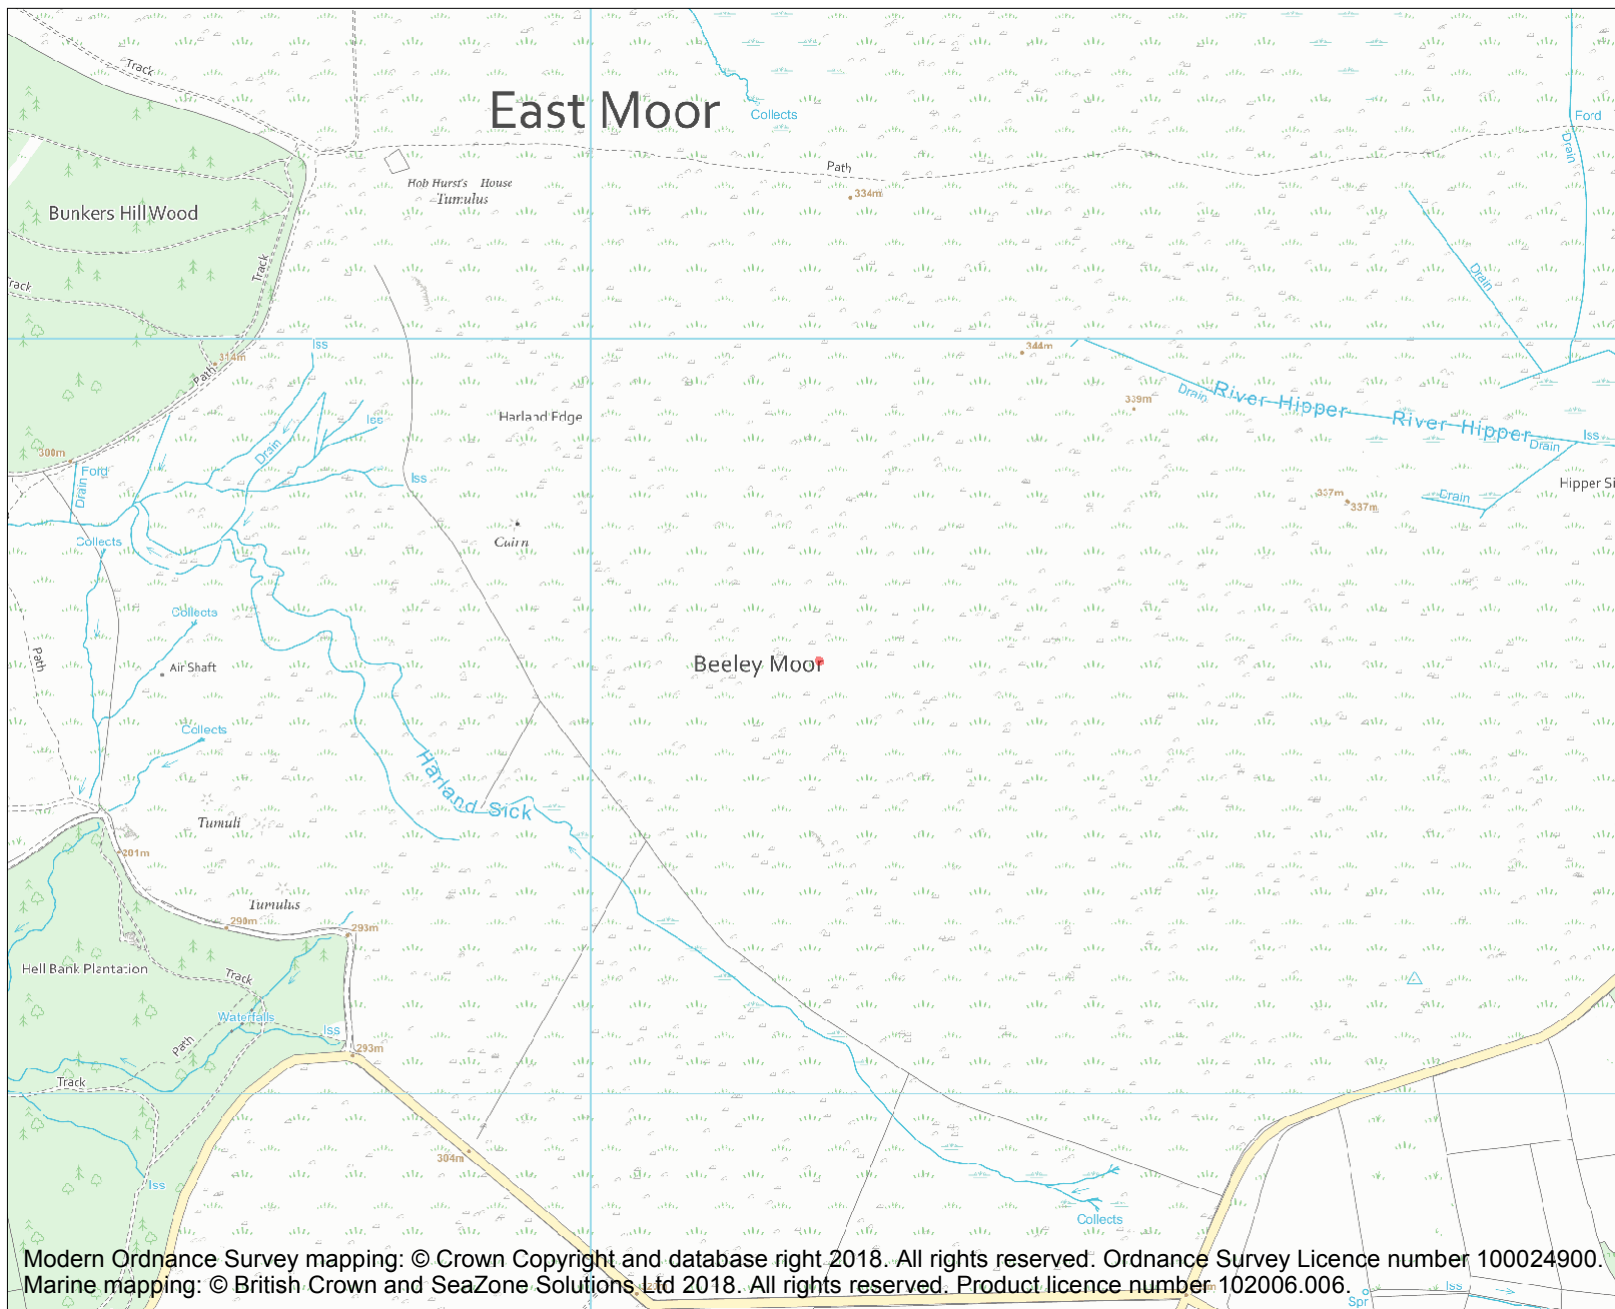 Track
East Moor
Collects
Ford
Drain
Path
Hob Hurst's House
Tumulus
334m
Bunkers Hill Wood
Track
Drain
rack
Iss
314m
344m
Path
Drain
River Hipper
River Hipper
339m
Harland Edge
Iss
Iss
Drain
Drain
300m
Ford
Iss
Drain
Hipper Si
337m
337m
Drain
Cairn
Collects
Collects
Path
Air Shaft
Beeley Moor
Collects
Harland Sick
Tumuli
201m
Tumulus
290m
293m
Hell Bank Plantation
Track
Waterfalls
Iss
Path
293m
Track
304m
Iss
Collects
Modern Ordnance Survey mapping: © Crown Copyright and database right 2018. All rights reserved. Ordnance Survey Licence number 100024900.
Marine mapping: © British Crown and SeaZone Solutions Ltd 2018. All rights reserved. Product licence number 102006.006.
Iss
Spr